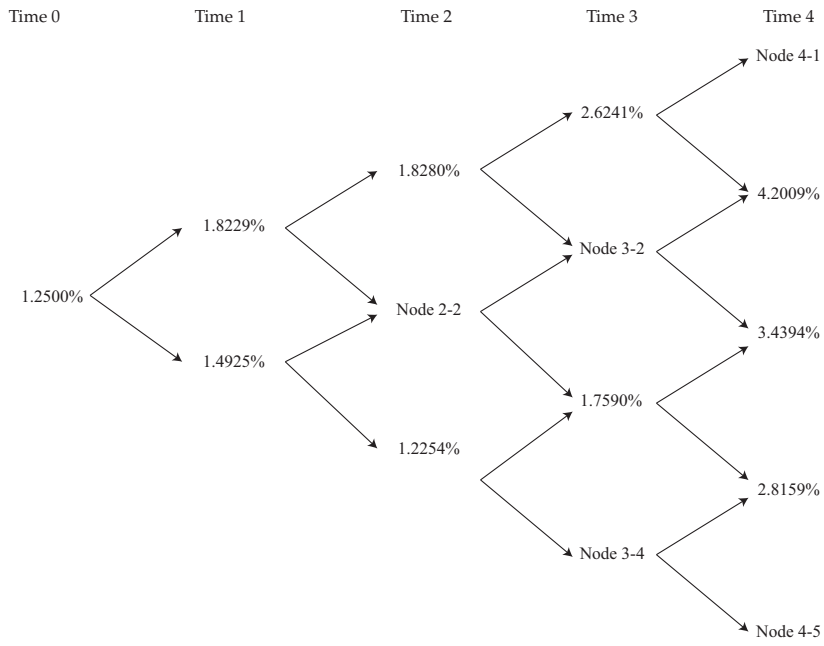 Time 0 Time 1 Time 2 Time 3 Time 4
Node 4-1
2.6241%
1.8280%
4.2009%
1.8229%
Node 3-2
1.2500%
Node 2-2
3.4394%
1.4925%
1.7590%
1.2254%
2.8159%
Node 3-4
Node 4-5